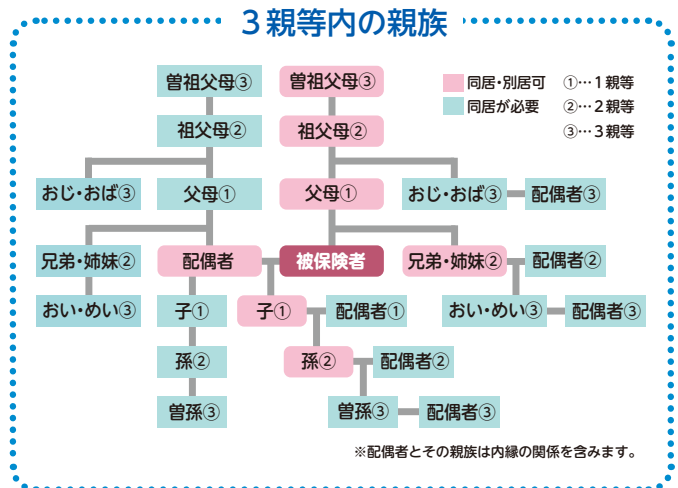 3親等内の親族
曽祖父母③ 曽祖父母③ 同居・別居可 ①…1親等
同居が必要 ②…2親等
祖父母② 祖父母② ③…3親等
おじ・おば③ 父母① 父母① おじ・おば③ 配偶者③
兄弟・姉妹② 配偶者 被保険者 兄弟・姉妹② 配偶者②
おい・めい③ 子① 子① 配偶者① おい・めい③ 配偶者③
孫② 孫② 配偶者②
曽孫③ 曽孫③ 配偶者③
※配偶者とその親族は内縁の関係を含みます。